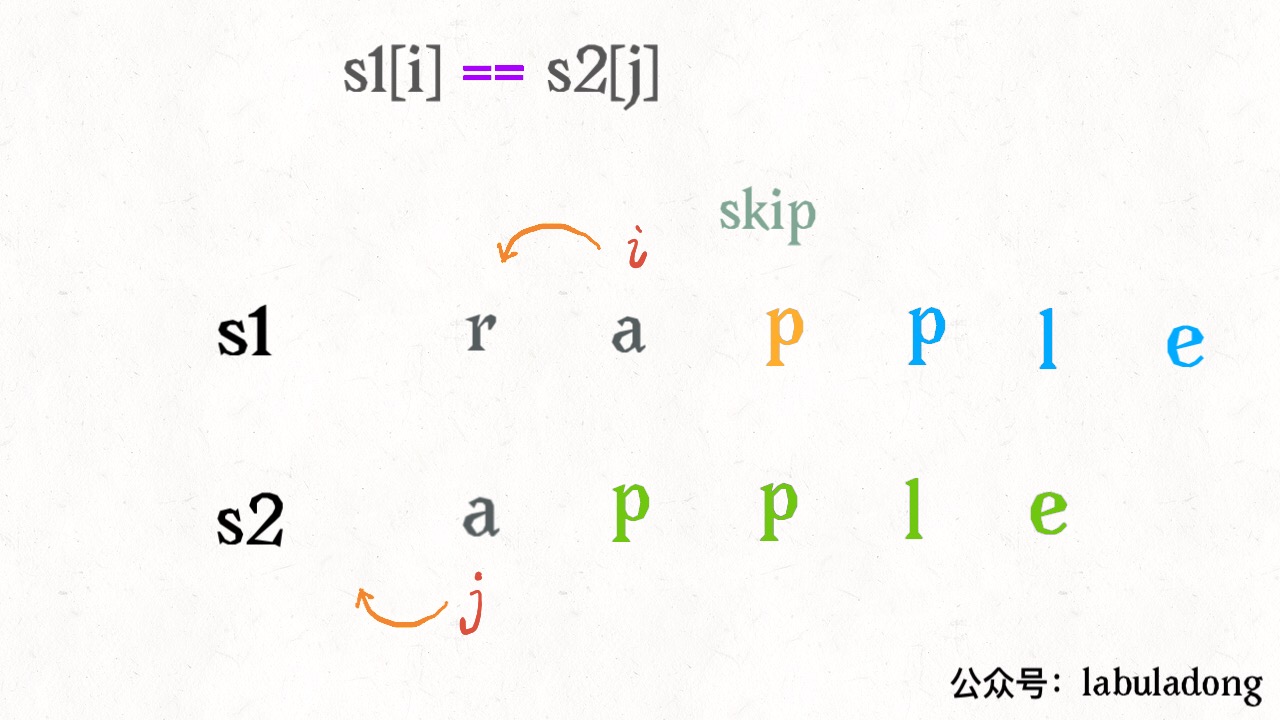 s1[i] == s2[j]
skip
i
s1 r a p p l e
s2 a p p l e
j
公众号：labuladong